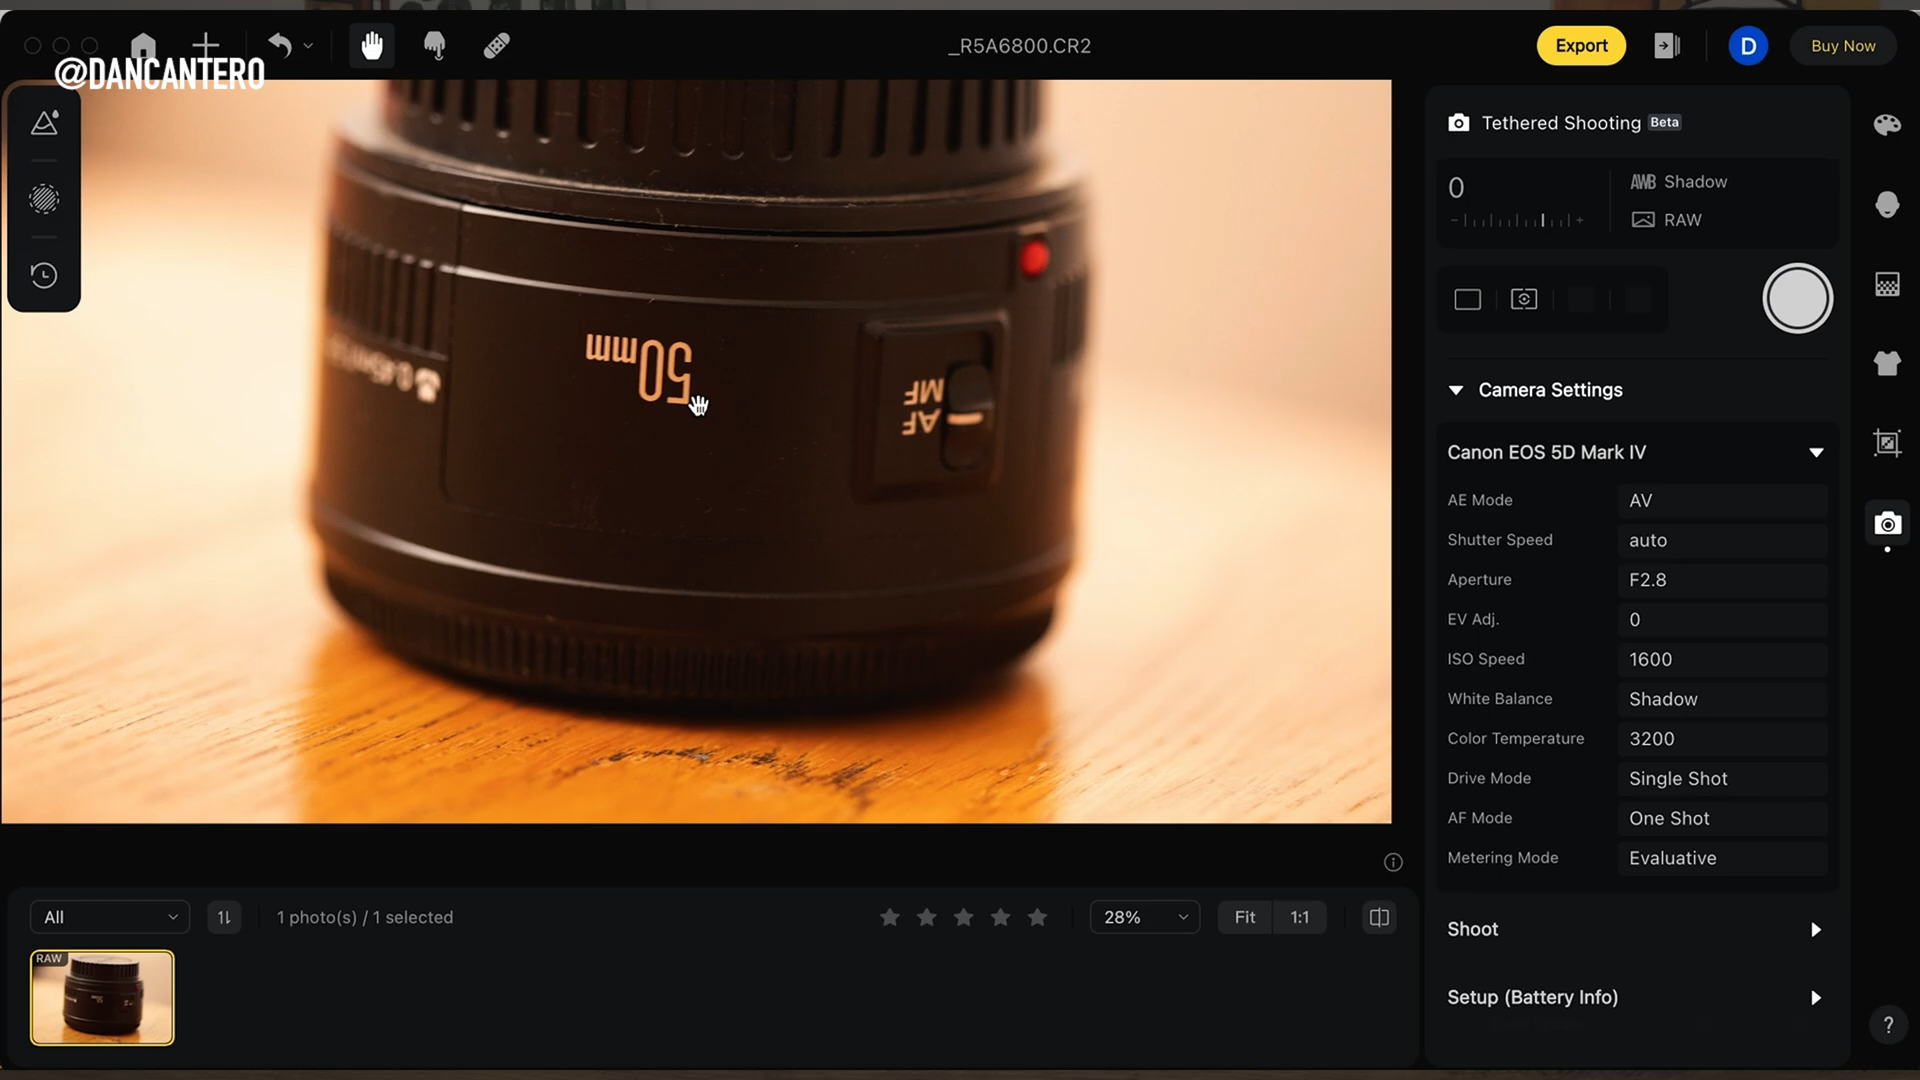 _R5A6800.CR2
Export
D
Buy Now
@DANCANTERO
Tethered Shooting Beta
0
AWB Shadow
- +
RAW
50mm
MF
AF
0.45m
Camera Settings
Canon EOS 5D Mark IV
AE Mode AV
Shutter Speed auto
Aperture F2.8
EV Adj. 0
ISO Speed 1600
White Balance Shadow
Color Temperature 3200
Drive Mode Single Shot
AF Mode One Shot
Metering Mode Evaluative
All
1 photo(s) / 1 selected
28%
Fit
1:1
Shoot
RAW
Setup (Battery Info)
?